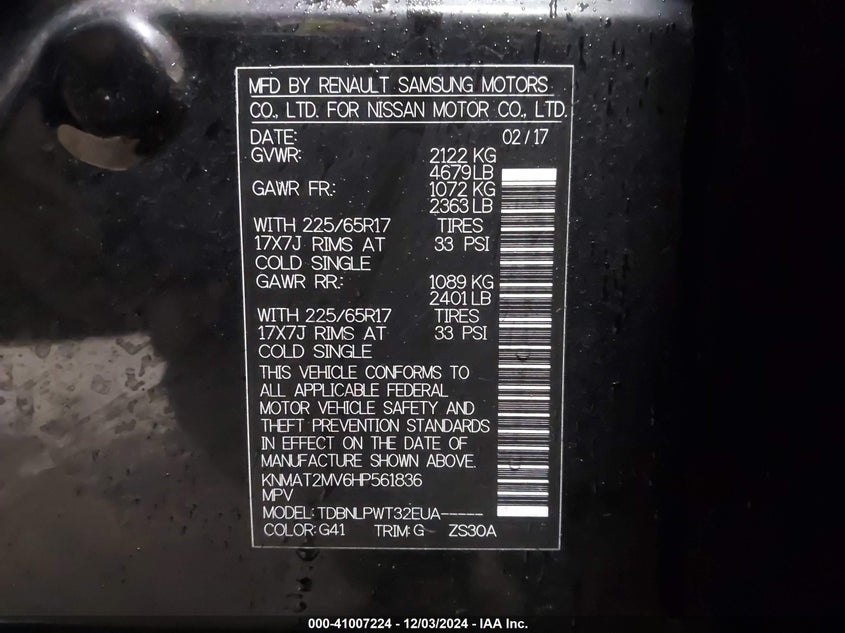 MFD BY RENAULT SAMSUNG MOTORS
CO., LTD. FOR NISSAN MOTOR CO., LTD.
DATE: 02/17
GVWR: 2122 KG
4679LB
GAWR FR.: 1072 KG
2363 LB
WITH 225/65R17 TIRES
17X7J RIMS AT 33 PSI
COLD SINGLE
GAWR RR.: 1089 KG
2401 LB
WITH 225/65R17 TIRES
17X7J RIMS AT 33 PSI
COLD SINGLE
THIS VEHICLE CONFORMS TO
ALL APPLICABLE FEDERAL
MOTOR VEHICLE SAFETY AND
THEFT PREVENTION STANDARDS
IN EFFECT ON THE DATE OF
MANUFACTURE SHOWN ABOVE.
KNMAT2MV6HP561836
MPV
MODEL: TDBNLPWT32EUA-----
COLOR: G41 TRIM: G ZS30A
000-41007224 - 12/03/2024 - IAA Inc.